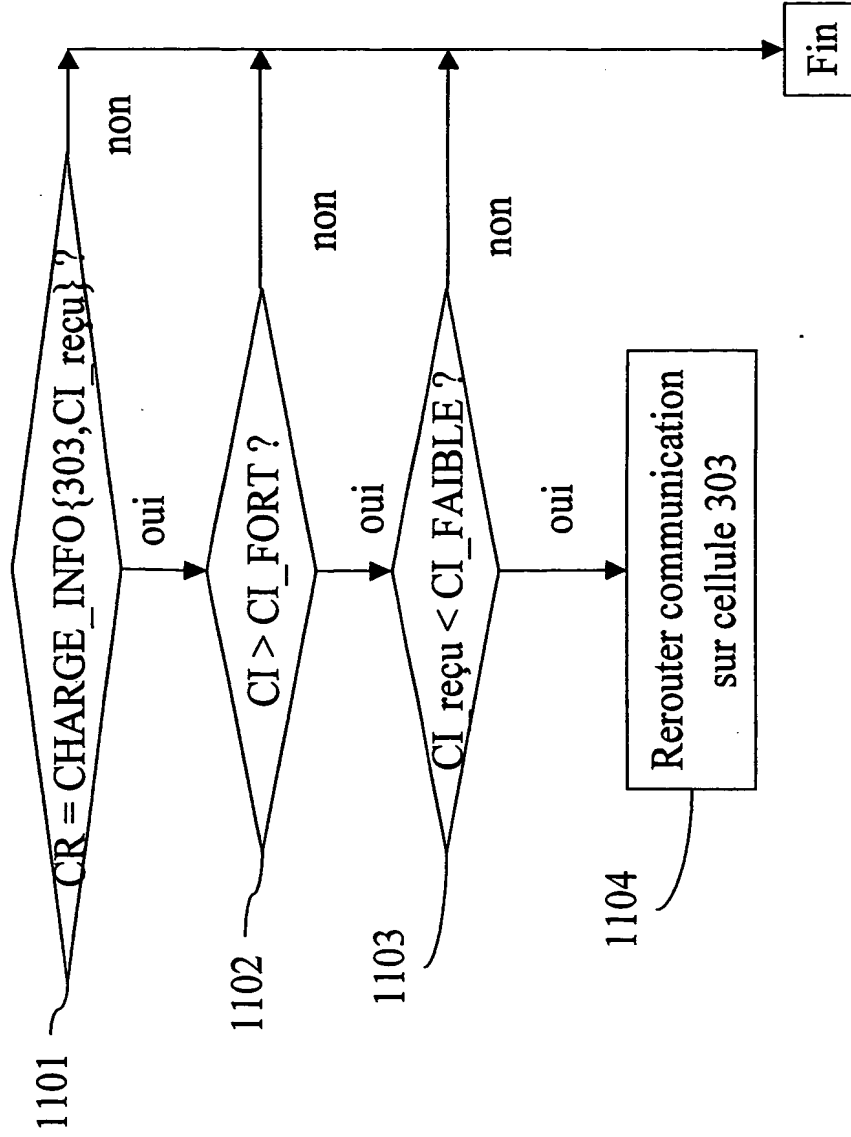 1101
CR = CHARGE_INFO{303,CI_reçu} ?
non
oui
1102
CI > CI_FORT ?
non
oui
1103
CI_reçu < CI_FAIBLE ?
non
oui
1104
Rerouter communication
sur cellule 303
Fin